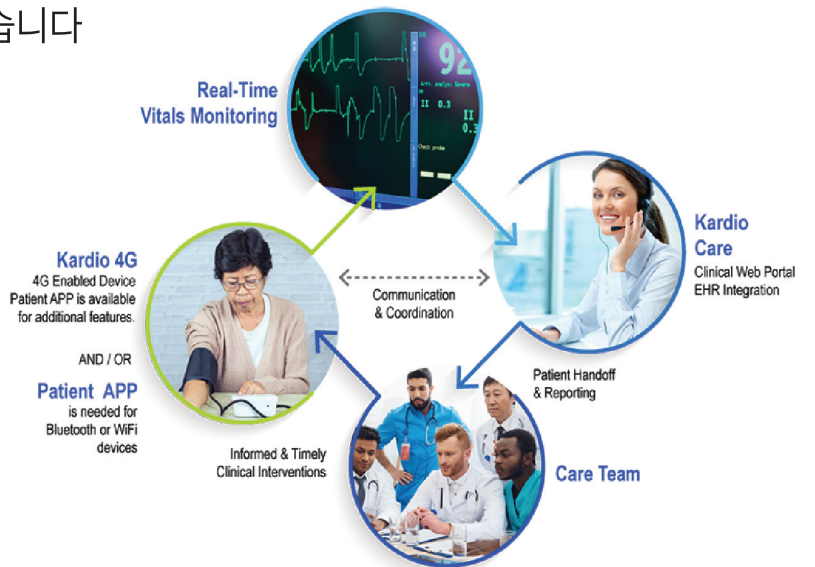 습니다
Real-Time
Vitals Monitoring
92
II 0.3
II
0.3
Check probe
Kardio 4G
4G Enabled Device
Patient APP is available
for additional features.
AND / OR
Patient APP
is needed for
Bluetooth or WiFi
devices
Communication
& Coordination
Kardio
Care
Clinical Web Portal
EHR Integration
Patient Handoff
& Reporting
Informed & Timely
Clinical Interventions
Care Team